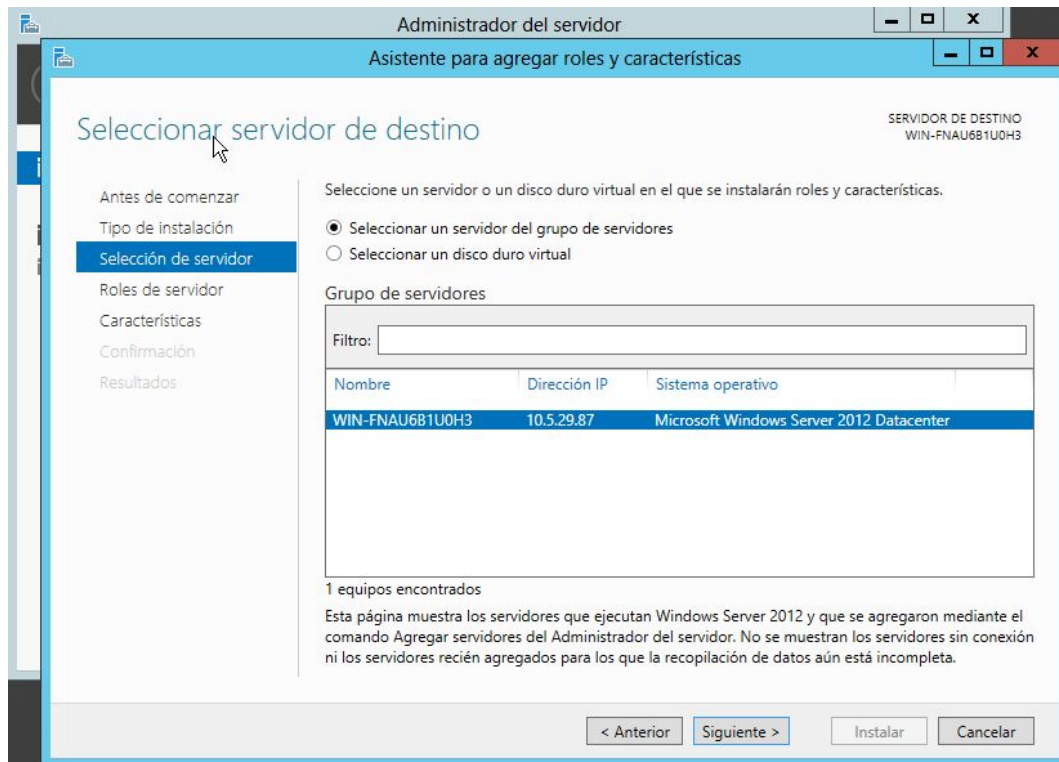 Administrador del servidor
Asistente para agregar roles y características
Seleccionar servidor de destino
SERVIDOR DE DESTINO
WIN-FNAU6B1U0H3
Antes de comenzar
Tipo de instalación
Selección de servidor
Roles de servidor
Características
Confirmación
Resultados
Seleccione un servidor o un disco duro virtual en el que se instalarán roles y características.
Seleccionar un servidor del grupo de servidores
Seleccionar un disco duro virtual
Grupo de servidores
Filtro:
Nombre Dirección IP Sistema operativo
WIN-FNAU6B1U0H3 10.5.29.87 Microsoft Windows Server 2012 Datacenter
1 equipos encontrados
Esta página muestra los servidores que ejecutan Windows Server 2012 y que se agregaron mediante el
comando Agregar servidores del Administrador del servidor. No se muestran los servidores sin conexión
ni los servidores recién agregados para los que la recopilación de datos aún está incompleta.
< Anterior Siguiente > Instalar Cancelar